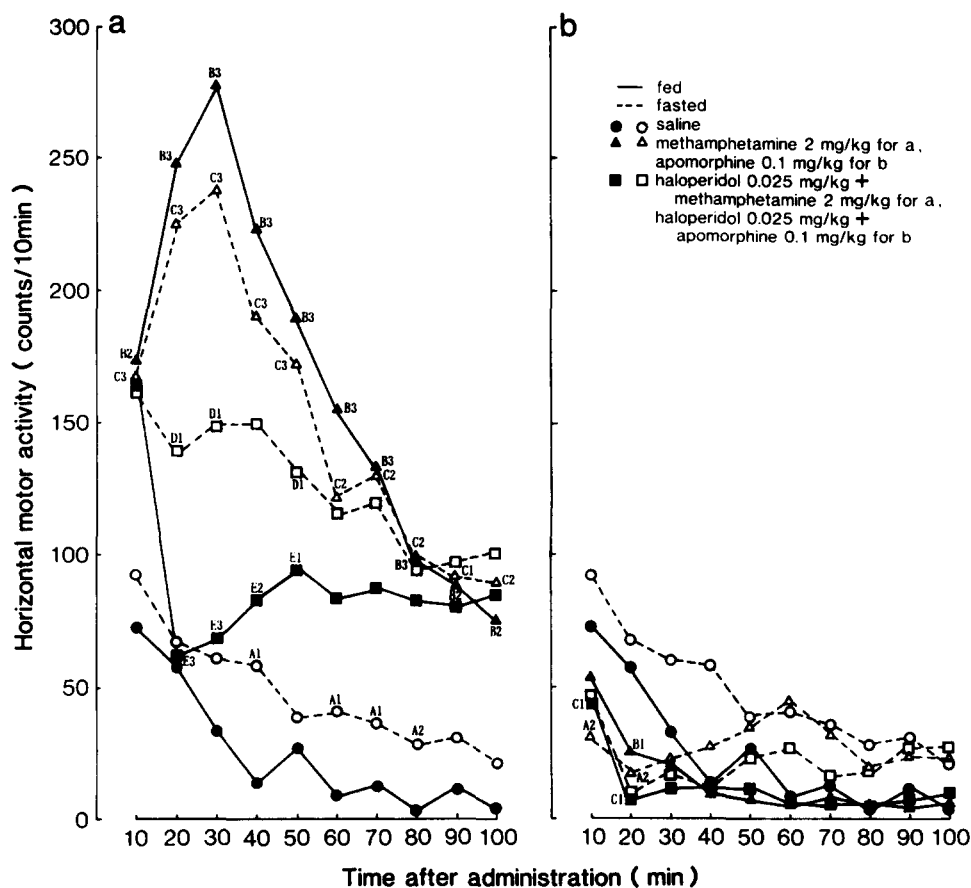 a
b
300
250
200
150
100
50
0
Horizontal motor activity ( counts/10min )
B3
B3
C3
C3
B3
C3
B3
C3
B2
C3
D1
D1
D1
B3
B3
C2
C2
C2
B3
C1
C2
B2
E1
E2
E3
E3
A1
A1
A1
A2
fed
fasted
saline
methamphetamine 2 mg/kg for a ,
apomorphine 0.1 mg/kg for b
haloperidol 0.025 mg/kg +
methamphetamine 2 mg/kg for a ,
haloperidol 0.025 mg/kg +
apomorphine 0.1 mg/kg for b
C1
A2
B1
A2
C1
10 20 30 40 50 60 70 80 90 100
10 20 30 40 50 60 70 80 90 100
Time after administration ( min )